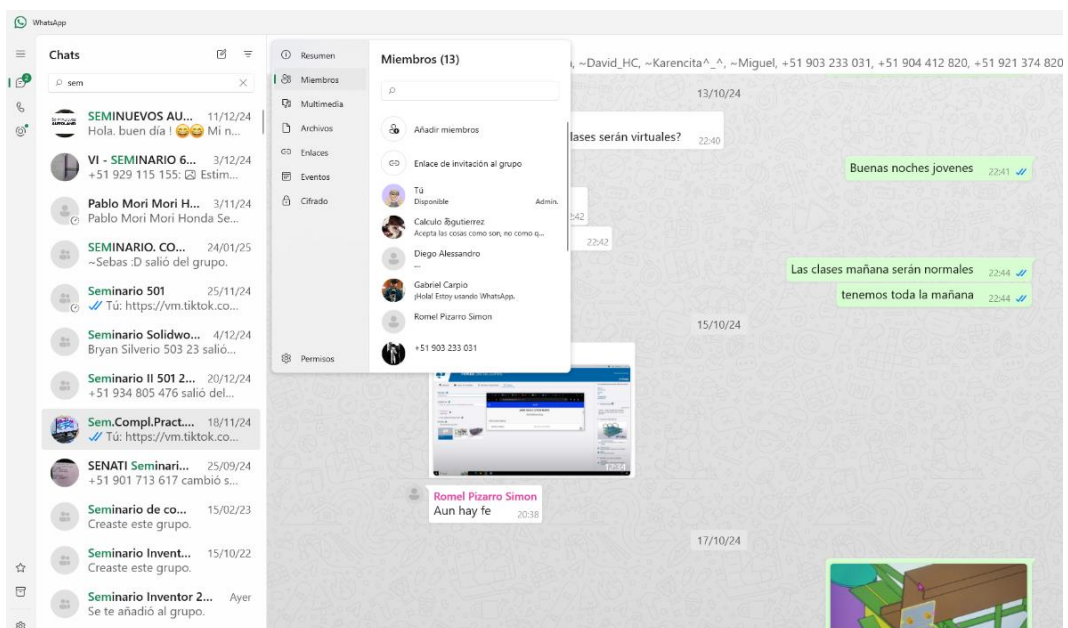 WhatsApp
Chats
sem
SEMINUEVOS AU... 11/12/24
Hola. buen día ! 😄😄 Mi n...
VI - SEMINARIO 6... 3/12/24
+51 929 115 155: Estim...
Pablo Mori Mori H... 3/11/24
Pablo Mori Mori Honda Se...
SEMINARIO. CO... 24/01/25
~Sebas :D salió del grupo.
Seminario 501 25/11/24
Tú: https://vm.tiktok.co...
Seminario Solidwo... 4/12/24
Bryan Silverio 503 23 salió...
Seminario II 501 2... 20/12/24
+51 934 805 476 salió del...
Sem.Compl.Pract.... 18/11/24
Tú: https://vm.tiktok.co...
SENATI Seminari... 25/09/24
+51 901 713 617 cambió s...
Seminario de co... 15/02/23
Creaste este grupo.
Seminario Invent... 15/10/22
Creaste este grupo.
Seminario Inventor 2... Ayer
Se te añadió al grupo.
2
Resumen
Miembros
Multimedia
Archivos
Enlaces
Eventos
Cifrado
Permisos
Miembros (13)
Añadir miembros
Enlace de invitación al grupo
Tú
Disponible Admin.
Calculo gutierrez
Acepta las cosas como son, no como q...
Diego Alessandro
...
Gabriel Carpio
¡Hola! Estoy usando WhatsApp.
Romel Pizarro Simon
+51 903 233 031
, ~David_HC, ~Karencita^_^, ~Miguel, +51 903 233 031, +51 904 412 820, +51 921 374 820
13/10/24
lases serán virtuales? 22:40
Buenas noches jovenes 22:41
2:42
22:42
Las clases mañana serán normales 22:44
tenemos toda la mañana 22:44
15/10/24
12:34
Romel Pizarro Simon
Aun hay fe 20:38
17/10/24